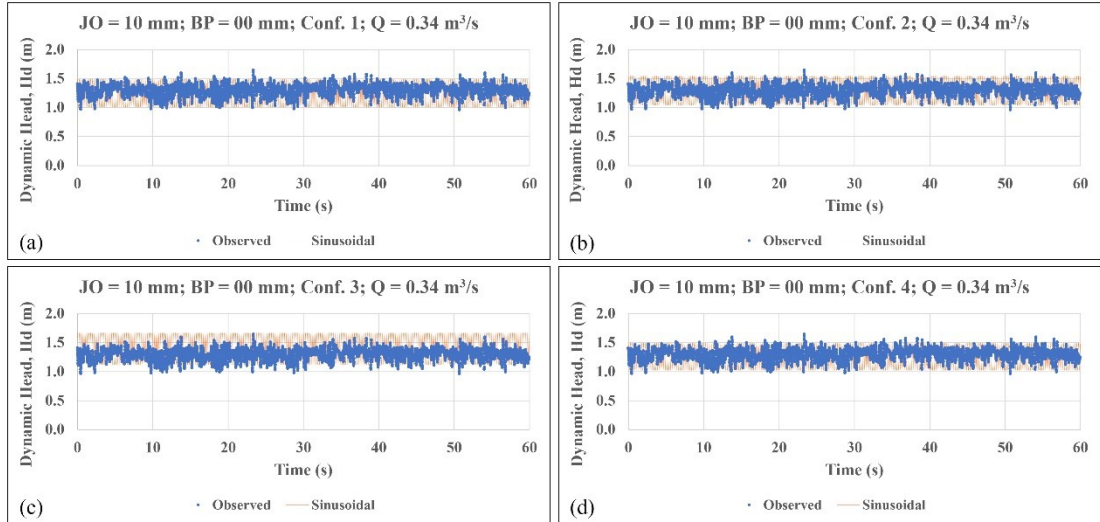 JO = 10 mm; BP = 00 mm; Conf. 1; Q = 0.34 m³/s
Dynamic Head, Hd (m)
2.0
1.5
1.0
0.5
0.0
0 10 20 30 40 50 60
Time (s)
Observed Sinusoidal
(a)
JO = 10 mm; BP = 00 mm; Conf. 2; Q = 0.34 m³/s
Dynamic Head, Hd (m)
2.0
1.5
1.0
0.5
0.0
0 10 20 30 40 50 60
Time (s)
Observed Sinusoidal
(b)
JO = 10 mm; BP = 00 mm; Conf. 3; Q = 0.34 m³/s
Dynamic Head, Hd (m)
2.0
1.5
1.0
0.5
0.0
0 10 20 30 40 50 60
Time (s)
Observed Sinusoidal
(c)
JO = 10 mm; BP = 00 mm; Conf. 4; Q = 0.34 m³/s
Dynamic Head, Hd (m)
2.0
1.5
1.0
0.5
0.0
0 10 20 30 40 50 60
Time (s)
Observed Sinusoidal
(d)